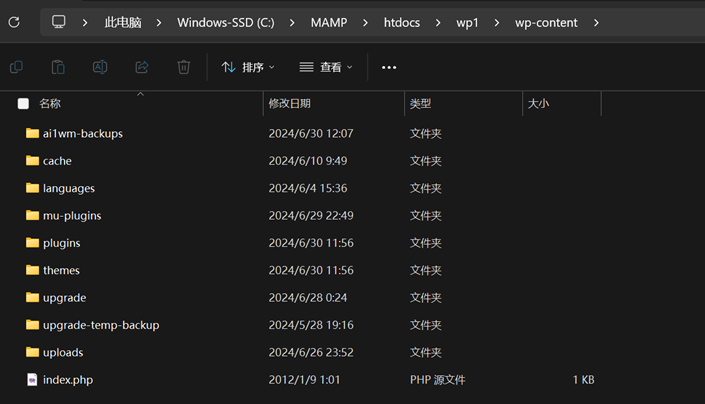 此电脑 > Windows-SSD (C:) > MAMP > htdocs > wp1 > wp-content >
排序 查看 •••
名称 修改日期 类型 大小
ai1wm-backups 2024/6/30 12:07 文件夹
cache 2024/6/10 9:49 文件夹
languages 2024/6/4 15:36 文件夹
mu-plugins 2024/6/29 22:49 文件夹
plugins 2024/6/30 11:56 文件夹
themes 2024/6/30 11:56 文件夹
upgrade 2024/6/28 0:24 文件夹
upgrade-temp-backup 2024/5/28 19:16 文件夹
uploads 2024/6/26 23:52 文件夹
index.php 2012/1/9 1:01 PHP 源文件 1 KB